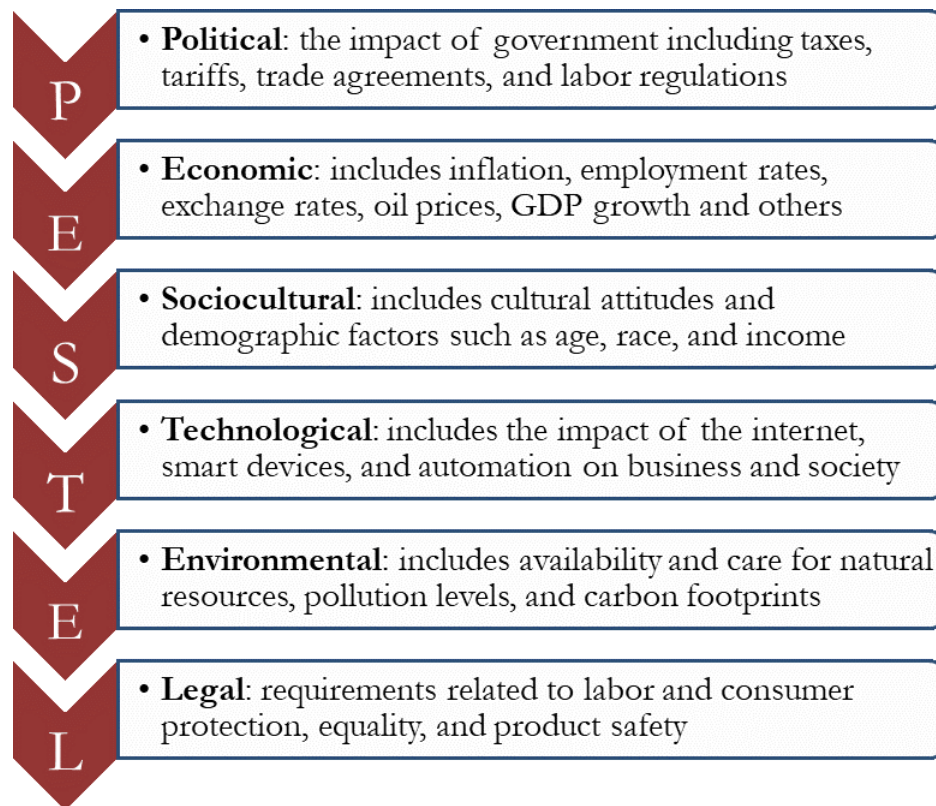 P
• Political: the impact of government including taxes,
tariffs, trade agreements, and labor regulations
E
• Economic: includes inflation, employment rates,
exchange rates, oil prices, GDP growth and others
S
• Sociocultural: includes cultural attitudes and
demographic factors such as age, race, and income
T
• Technological: includes the impact of the internet,
smart devices, and automation on business and society
E
• Environmental: includes availability and care for natural
resources, pollution levels, and carbon footprints
L
• Legal: requirements related to labor and consumer
protection, equality, and product safety